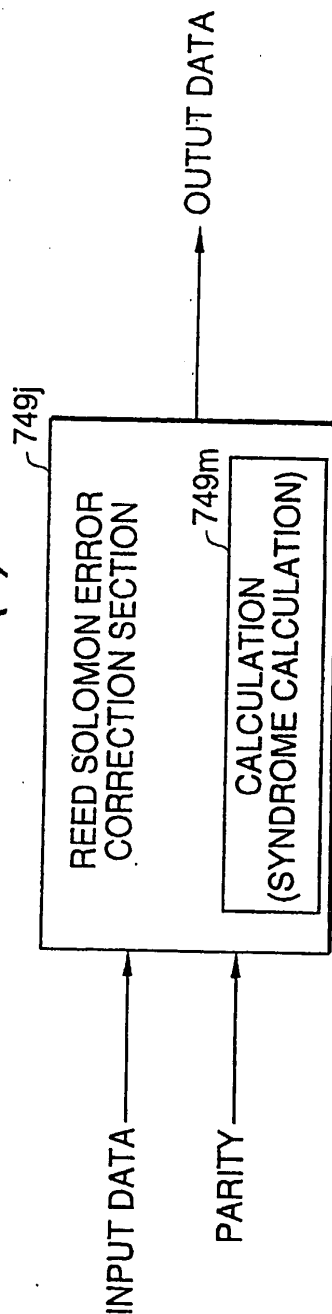 749j
REED SOLOMON ERROR
CORRECTION SECTION
749m
CALCULATION
(SYNDROME CALCULATION)
INPUT DATA
PARITY
OUTUT DATA